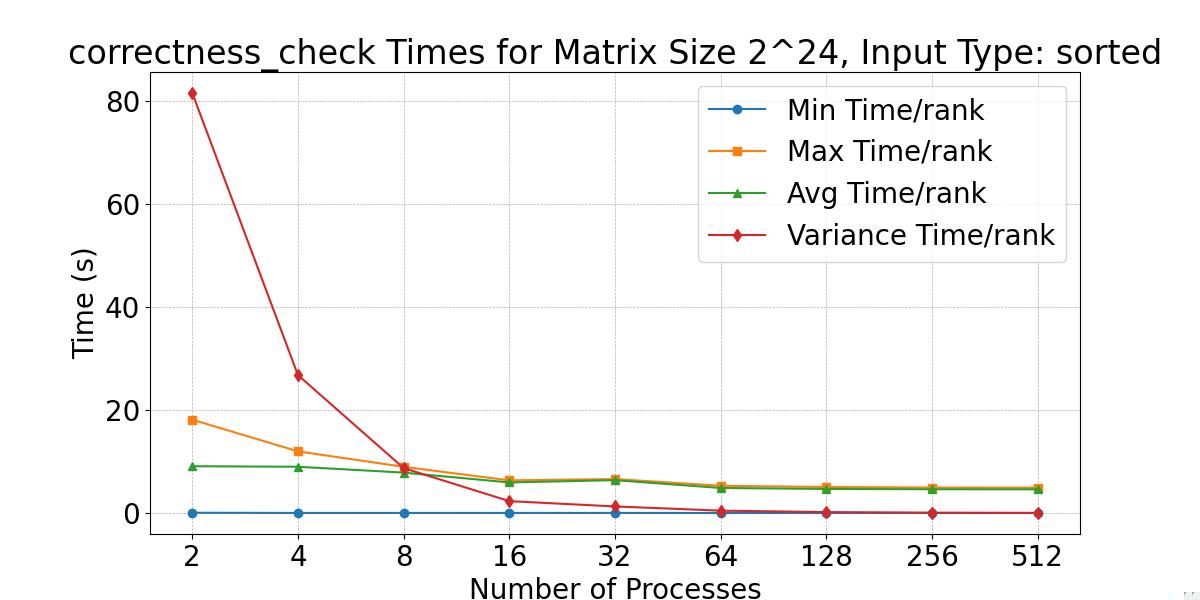 correctness_check Times for Matrix Size 2^24, Input Type: sorted
Min Time/rank
Max Time/rank
Avg Time/rank
Variance Time/rank
Time (s)
80
60
40
20
0
2 4 8 16 32 64 128 256 512
Number of Processes